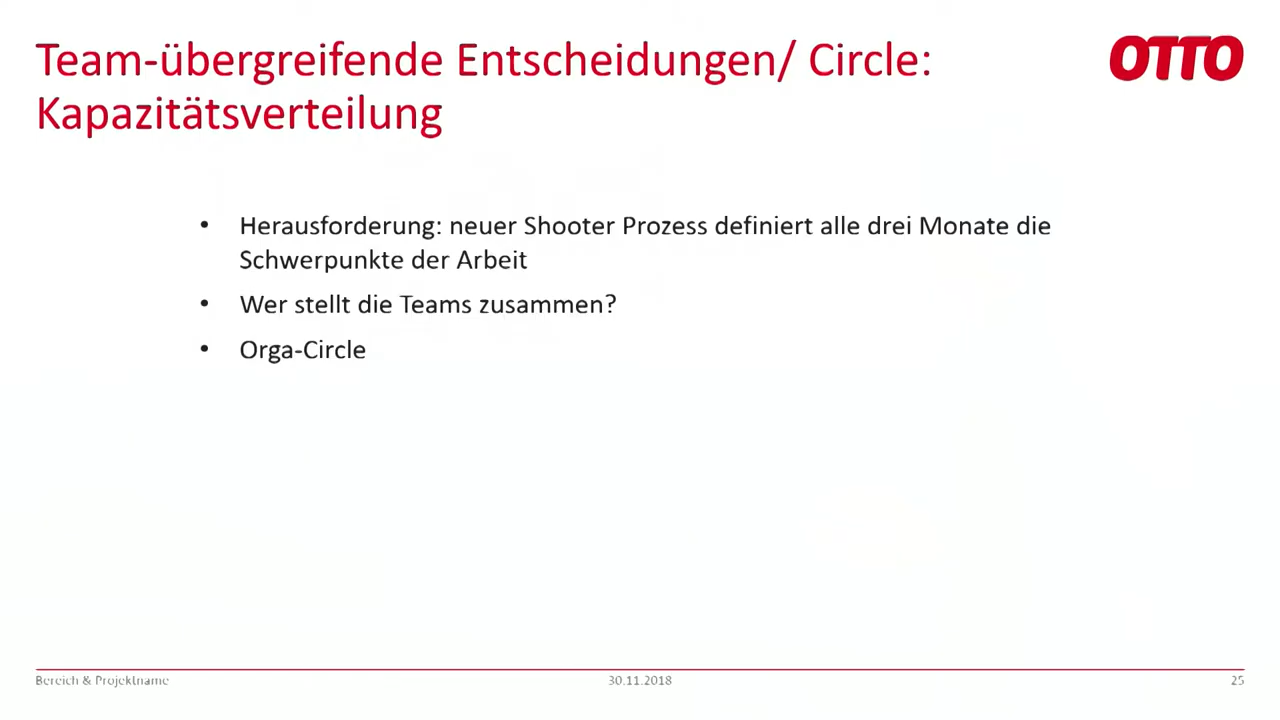 Team-übergreifende Entscheidungen/ Circle:
Kapazitätsverteilung
OTTO
• Herausforderung: neuer Shooter Prozess definiert alle drei Monate die
Schwerpunkte der Arbeit
• Wer stellt die Teams zusammen?
• Orga-Circle
Bereich & Projektname
30.11.2018
25